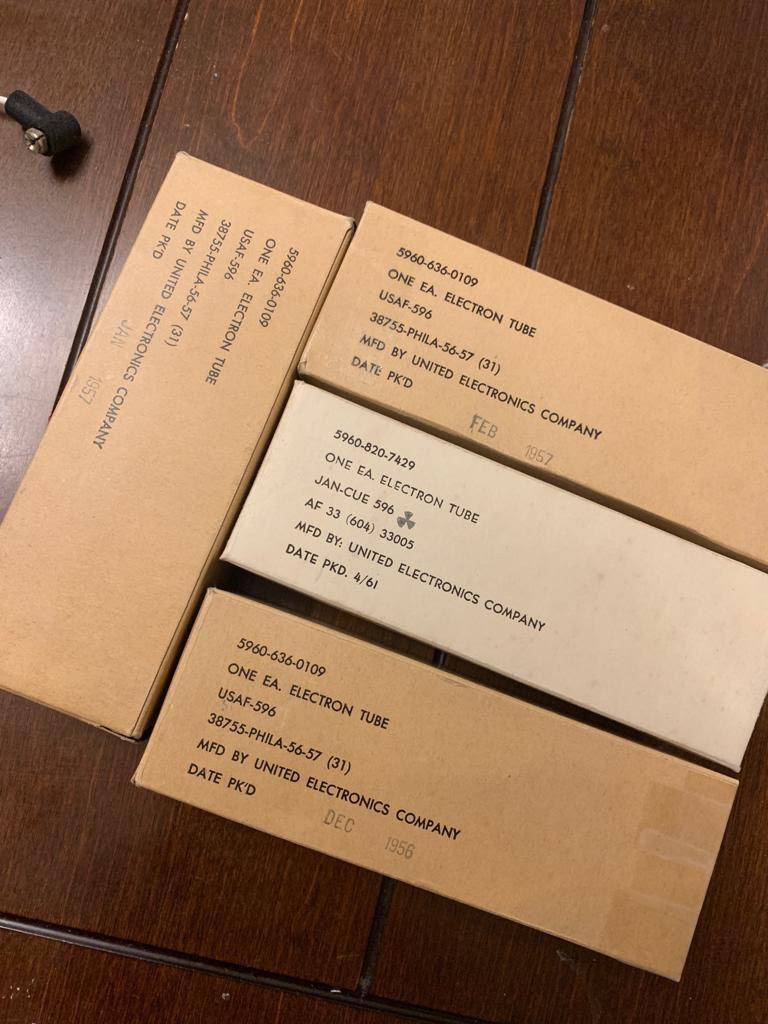 5960-636-0109
ONE EA. ELECTRON TUBE
USAF-596
38755-PHILA-56-57 (31)
MFD BY UNITED ELECTRONICS COMPANY
DATE PK'D
JAN 1957
5960-636-0109
ONE EA. ELECTRON TUBE
USAF-596
38755-PHILA-56-57 (31)
MFD BY UNITED ELECTRONICS COMPANY
DATE PK'D
FEB 1957
5960-820-7429
ONE EA. ELECTRON TUBE
JAN-CUE 596
AF 33 (604) 33005
MFD BY: UNITED ELECTRONICS COMPANY
DATE PKD. 4/61
5960-636-0109
ONE EA. ELECTRON TUBE
USAF-596
38755-PHILA-56-57 (31)
MFD BY UNITED ELECTRONICS COMPANY
DATE PK'D
DEC 1956